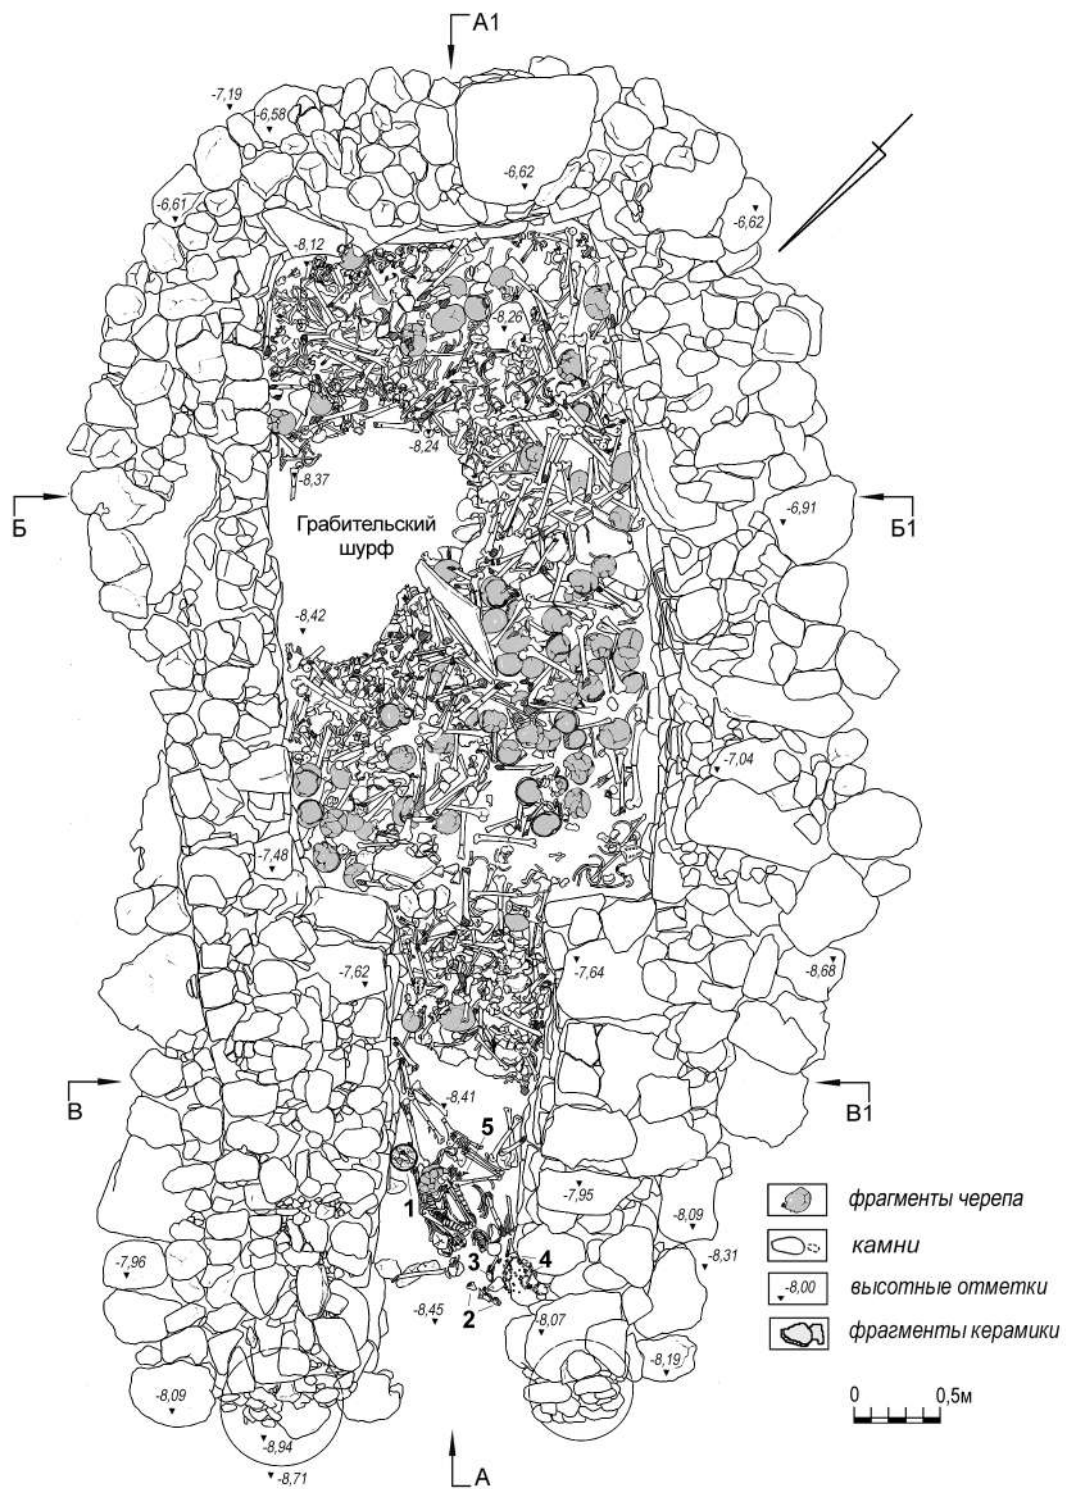 А1
-7,19
-6,58
-6,62
-6,61
-6,62
-8,12
-8,26
-8,24
-8,37
Б
Б1
-6,91
Грабительский
шурф
-8,42
-7,04
-7,48
-7,62
-7,64
-8,68
В
В1
-8,41
5
1
-7,95
-8,09
3
4
-7,96
-8,31
-8,45
2
-8,07
-8,19
-8,09
-8,94
-8,71
А
фрагменты черепа
камни
-8,00 высотные отметки
фрагменты керамики
0 0,5м